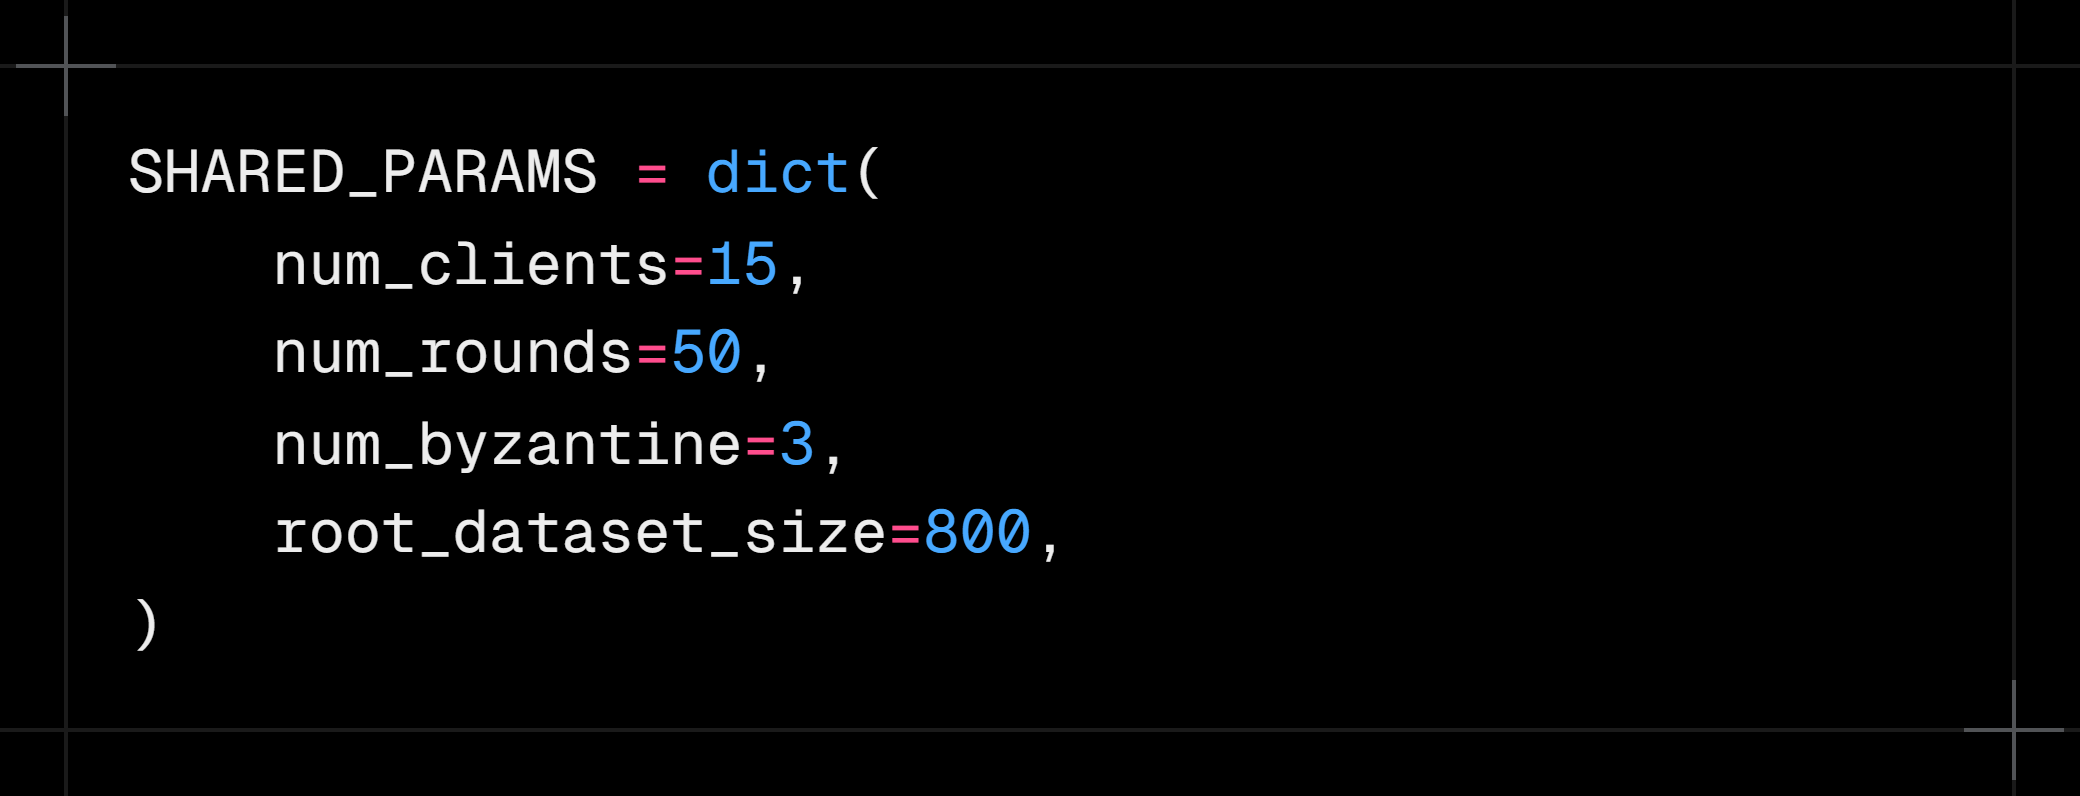 SHARED_PARAMS = dict(
    num_clients=15,
    num_rounds=50,
    num_byzantine=3,
    root_dataset_size=800,
)